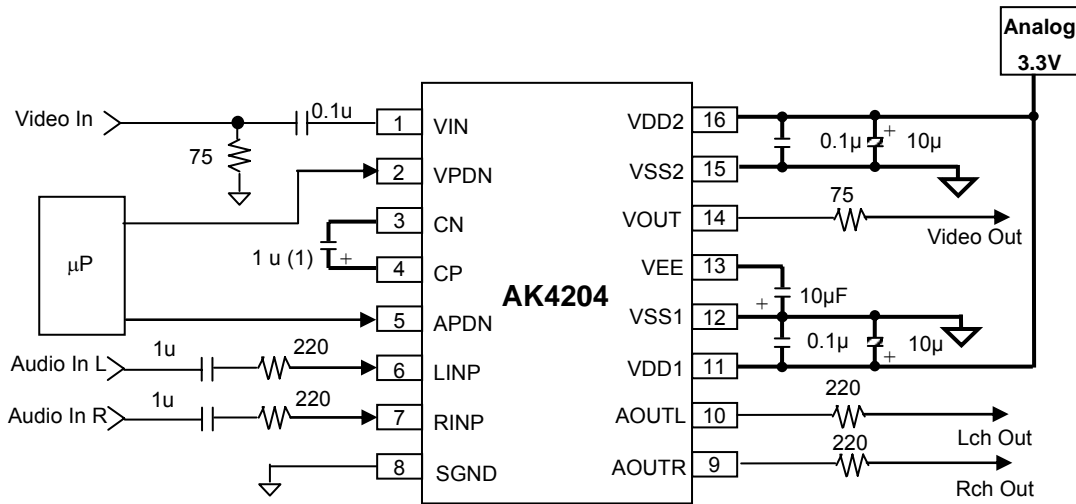 Analog
3.3V
Video In
0.1u
75
1
VIN
2
VPDN
3
CN
1 u (1)
+
4
CP
µP
5
APDN
Audio In L
1u
220
6
LINP
Audio In R
1u
220
7
RINP
8
SGND
AK4204
VDD2
16
0.1µ
+
10µ
VSS2
15
VOUT
14
75
Video Out
VEE
13
10µF
+
VSS1
12
0.1µ
10µ
+
VDD1
11
AOUTL
10
220
Lch Out
AOUTR
9
220
Rch Out